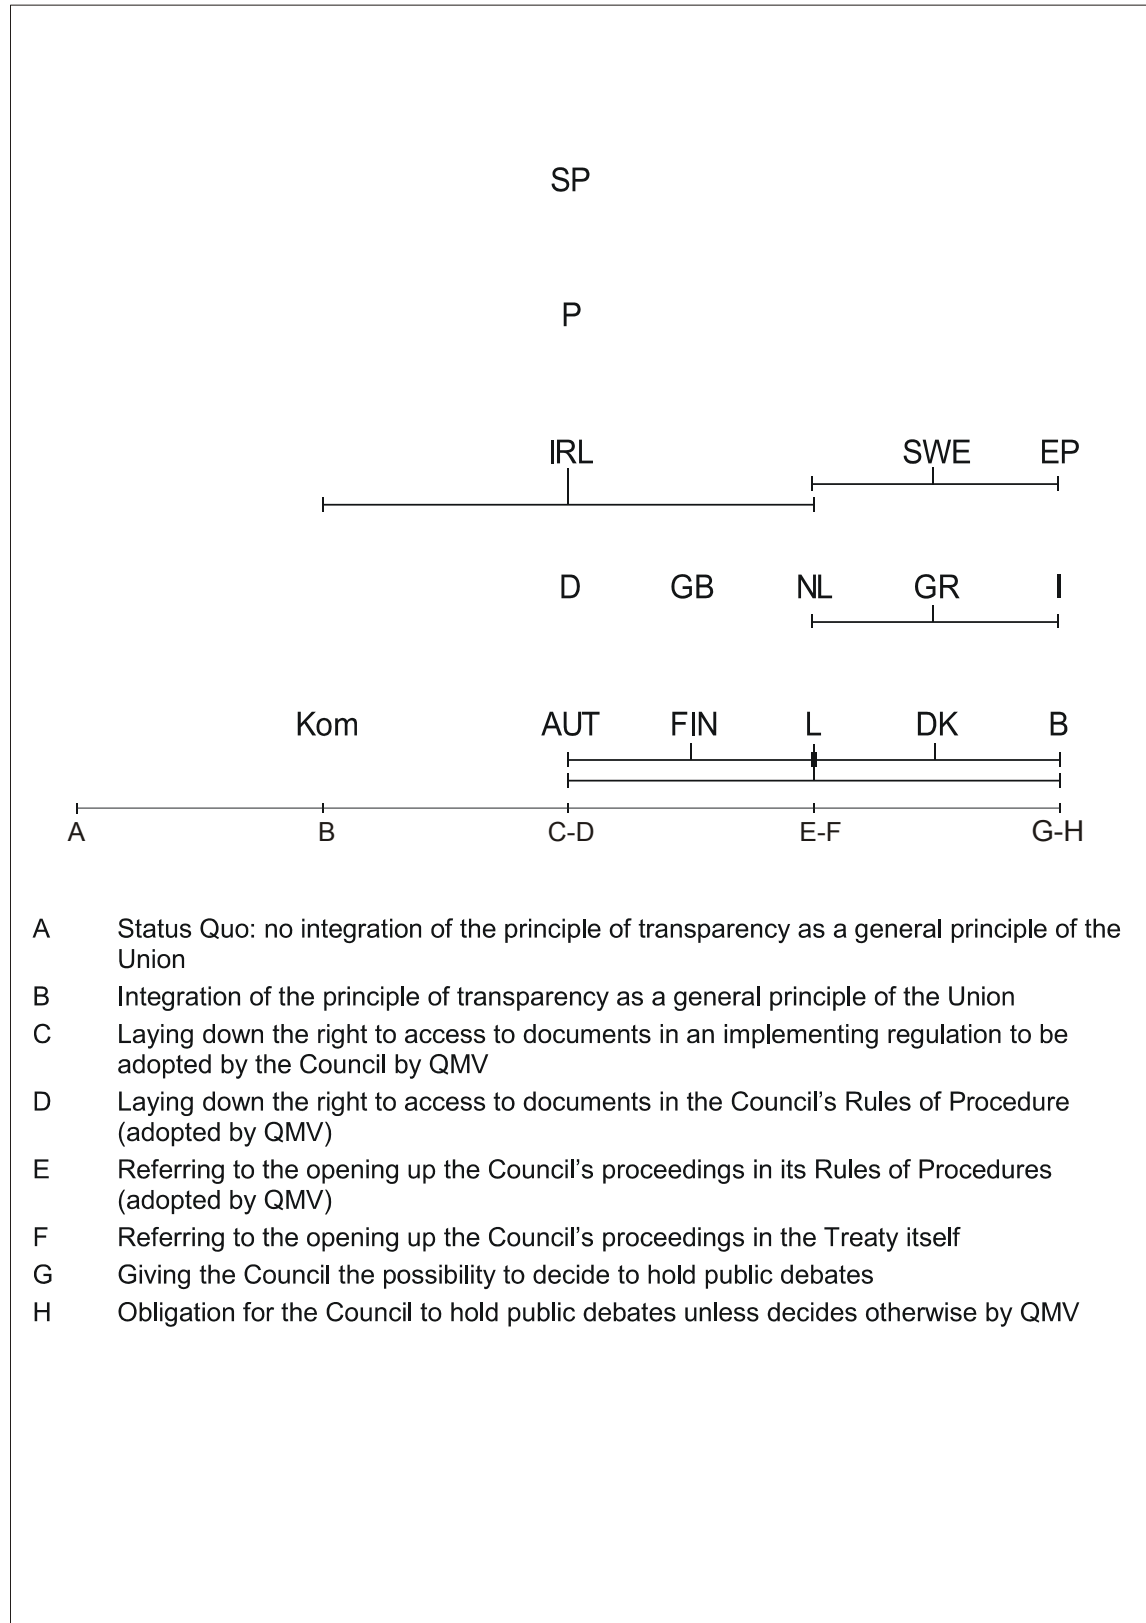 SP
P
IRL SWE EP
D GB NL GR I
Kom AUT FIN L DK B
A B C-D E-F G-H
A Status Quo: no integration of the principle of transparency as a general principle of the
Union
B Integration of the principle of transparency as a general principle of the Union
C Laying down the right to access to documents in an implementing regulation to be
adopted by the Council by QMV
D Laying down the right to access to documents in the Council's Rules of Procedure
(adopted by QMV)
E Referring to the opening up the Council's proceedings in its Rules of Procedures
(adopted by QMV)
F Referring to the opening up the Council's proceedings in the Treaty itself
G Giving the Council the possibility to decide to hold public debates
H Obligation for the Council to hold public debates unless decides otherwise by QMV